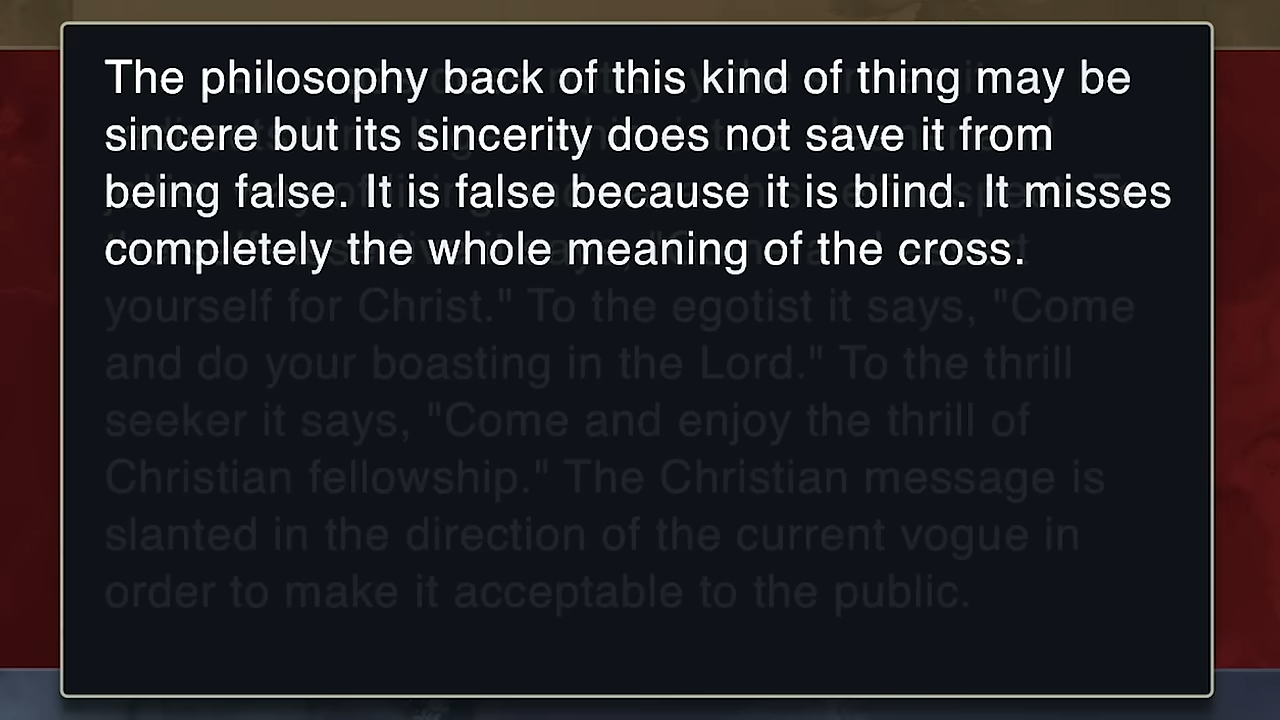 The philosophy back of this kind of thing may be
sincere but its sincerity does not save it from
being false. It is false because it is blind. It misses
completely the whole meaning of the cross.
yourself for Christ." To the egotist it says, "Come
and do your boasting in the Lord." To the thrill
seeker it says, "Come and enjoy the thrill of
Christian fellowship." The Christian message is
slanted in the direction of the current vogue in
order to make it acceptable to the public.